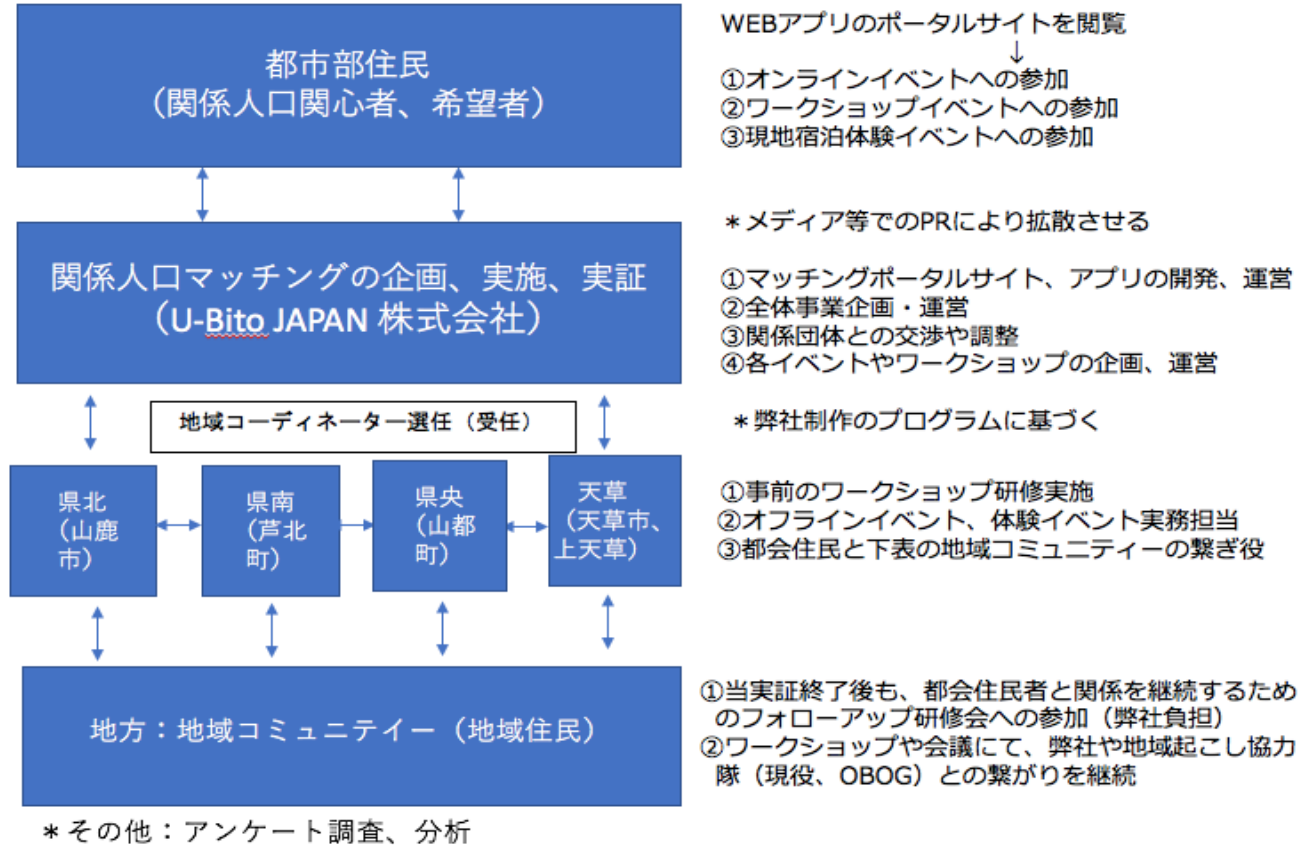 都市部住民
（関係人口関心者、希望者）
WEBアプリのポータルサイトを閲覧
↓
①オンラインイベントへの参加
②ワークショップイベントへの参加
③現地宿泊体験イベントへの参加
＊メディア等でのPRにより拡散させる
関係人口マッチングの企画、実施、実証
（U-Bito JAPAN 株式会社）
①マッチングポータルサイト、アプリの開発、運営
②全体事業企画・運営
③関係団体との交渉や調整
④各イベントやワークショップの企画、運営
地域コーディネーター選任（受任）
＊弊社制作のプログラムに基づく
県北
(山鹿
市)
県南
(芦北
町)
県央
(山都
町)
天草
(天草市、
上天草)
①事前のワークショップ研修実施
②オフラインイベント、体験イベント実務担当
③都会住民と下表の地域コミュニティーの繋ぎ役
地方：地域コミュニテイー（地域住民）
①当実証終了後も、都会住民者と関係を継続するため
のフォローアップ研修会への参加（弊社負担）
②ワークショップや会議にて、弊社や地域起こし協力
隊（現役、OBOG）との繋がりを継続
＊その他：アンケート調査、分析